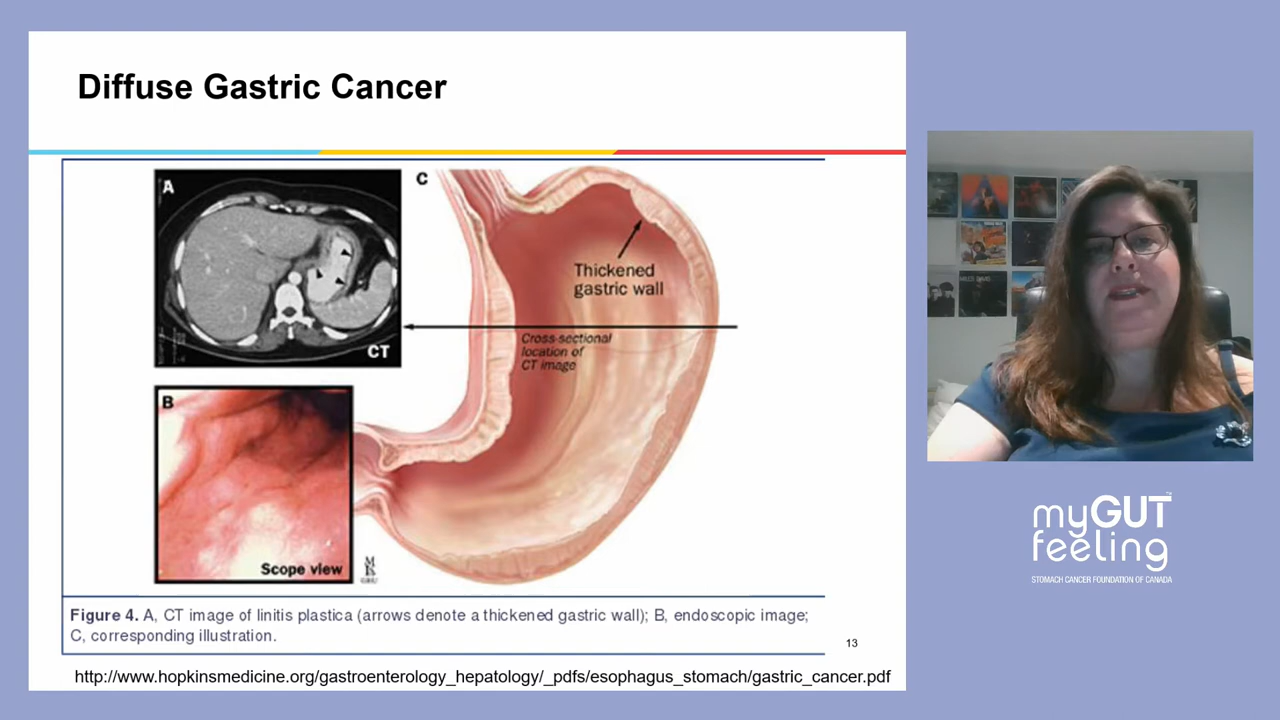 Diffuse Gastric Cancer
A
CT
C
Thickened
gastric wall
Cross-sectional
location of
CT image
B
Scope view
Figure 4. A, CT image of linitis plastica (arrows denote a thickened gastric wall); B, endoscopic image;
C, corresponding illustration.
13
http://www.hopkinsmedicine.org/gastroenterology_hepatology/_pdfs/esophagus_stomach/gastric_cancer.pdf
myGUT
feeling
STOMACH CANCER FOUNDATION OF CANADA